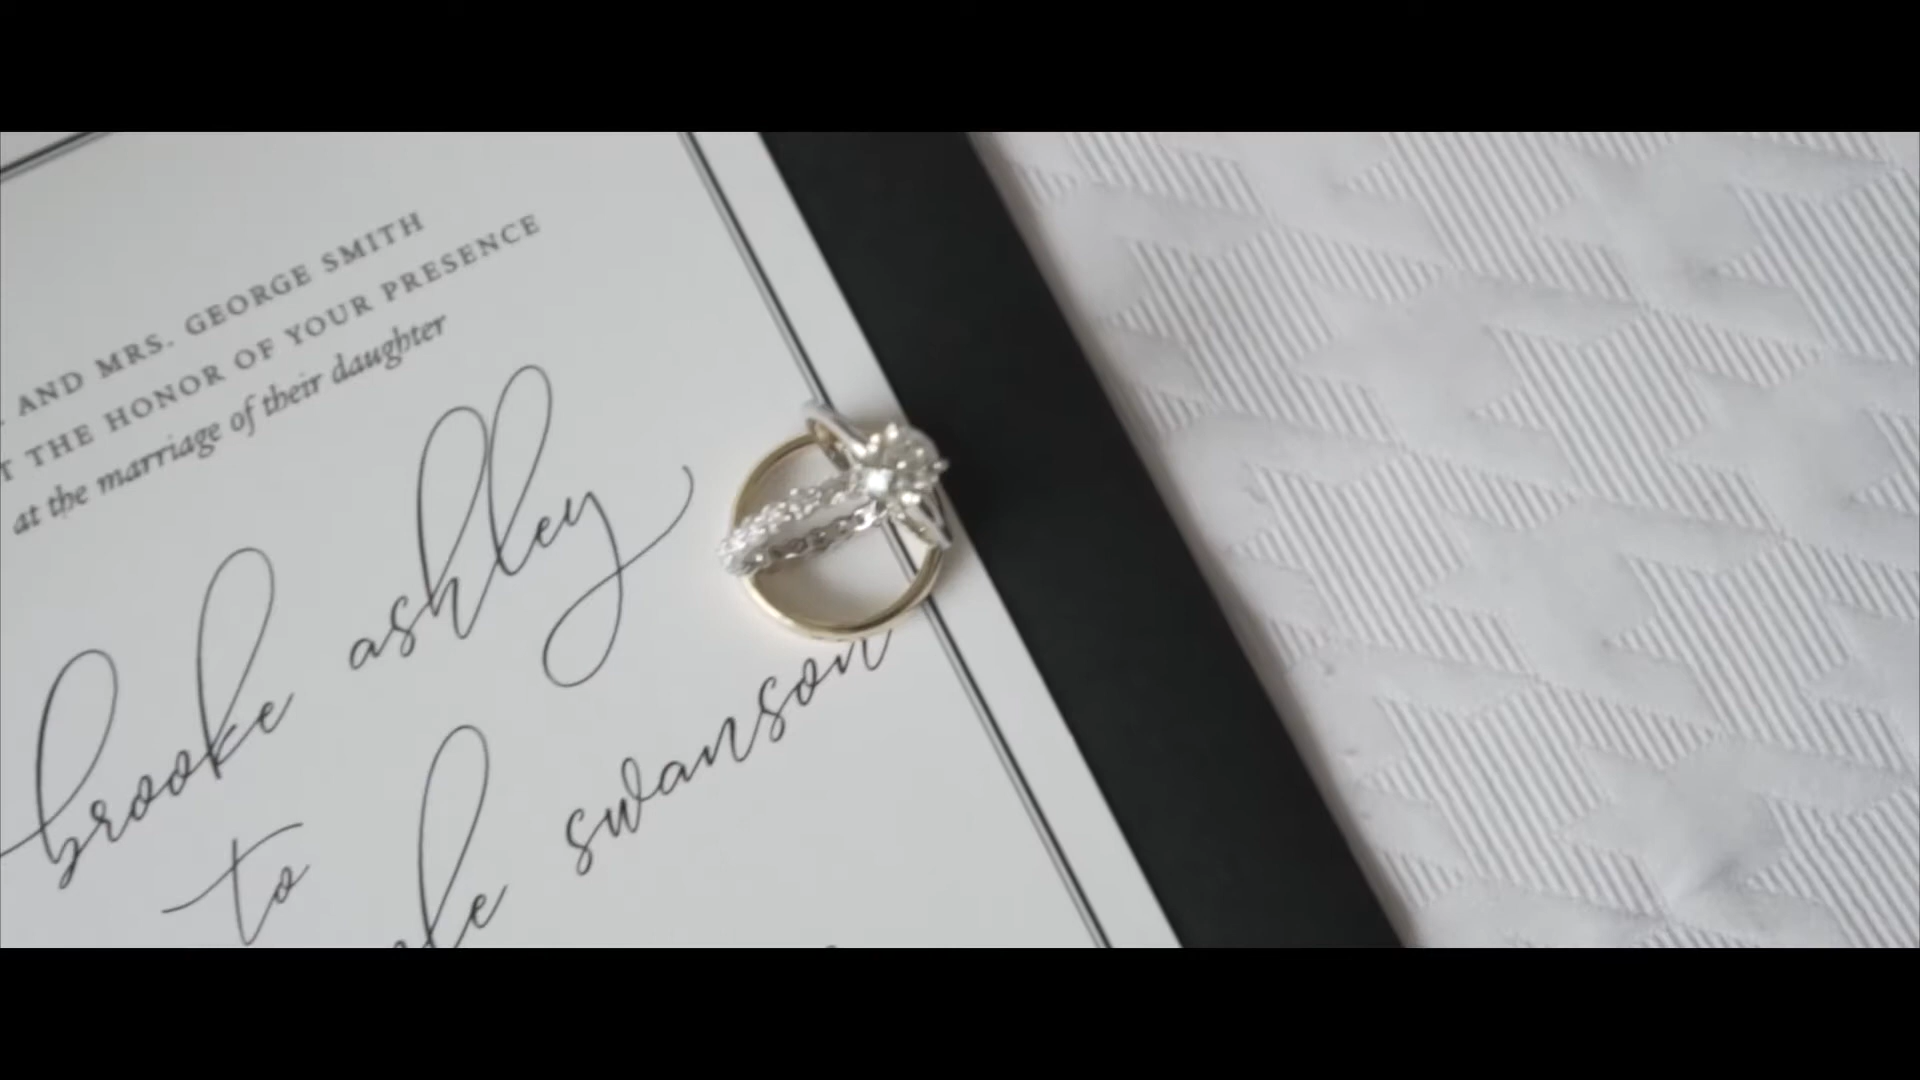 AND MRS. GEORGE SMITH
THE HONOR OF YOUR PRESENCE
at the marriage of their daughter
brooke ashley
to
swanson